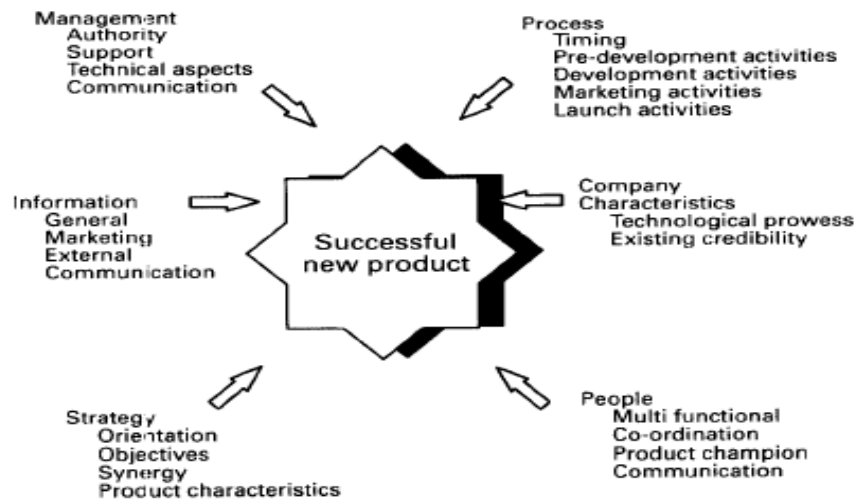 Management
Authority
Support
Technical aspects
Communication
Process
Timing
Pre-development activities
Development activities
Marketing activities
Launch activities
Information
General
Marketing
External
Communication
Successful
new product
Company
Characteristics
Technological prowess
Existing credibility
Strategy
Orientation
Objectives
Synergy
Product characteristics
People
Multi functional
Co-ordination
Product champion
Communication